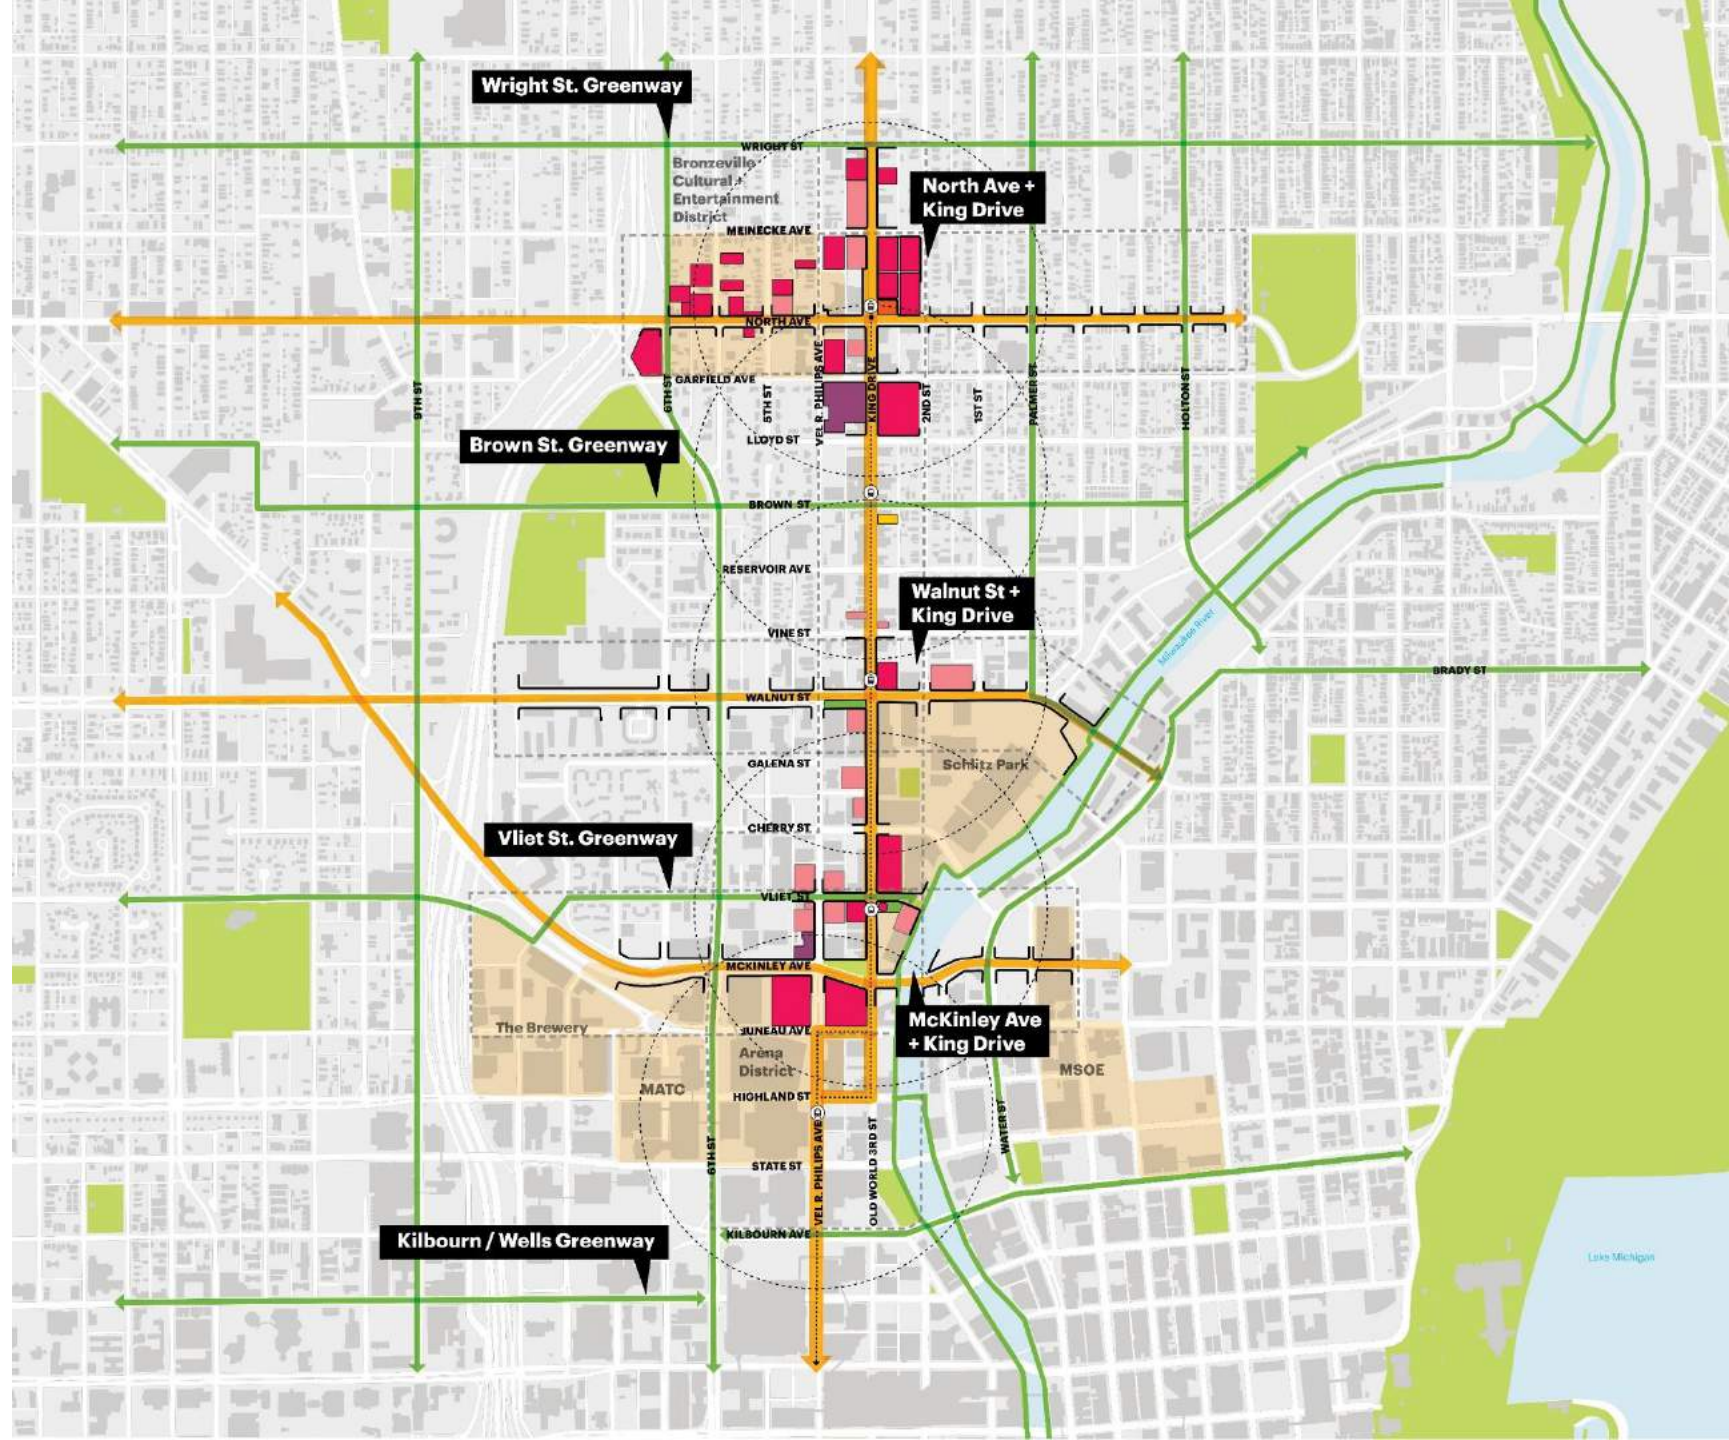 Wright St. Greenway
WRIGHT ST
Bronzeville
Cultural +
Entertainment
District
North Ave +
King Drive
MEINECKE AVE
NORTH AVE
GARFIELD AVE
9TH ST
6TH ST
5TH ST
VEL R. PHILIPS AVE
KING DRIVE
2ND ST
1ST ST
PALMER ST
HOLTON ST
LLOYD ST
Brown St. Greenway
BROWN ST
RESERVOIR AVE
Walnut St +
King Drive
VINE ST
Milwaukee River
BRADY ST
WALNUT ST
GALENA ST
Schlitz Park
CHERRY ST
Vliet St. Greenway
VLIET ST
MCKINLEY AVE
The Brewery
JUNEAU AVE
McKinley Ave
+ King Drive
Arena
District
MSOE
MATC
HIGHLAND ST
WATER ST
6TH ST
VEL R. PHILIPS AVE
OLD WORLD 3RD ST
STATE ST
KILBOURN AVE
Kilbourn / Wells Greenway
Lake Michigan